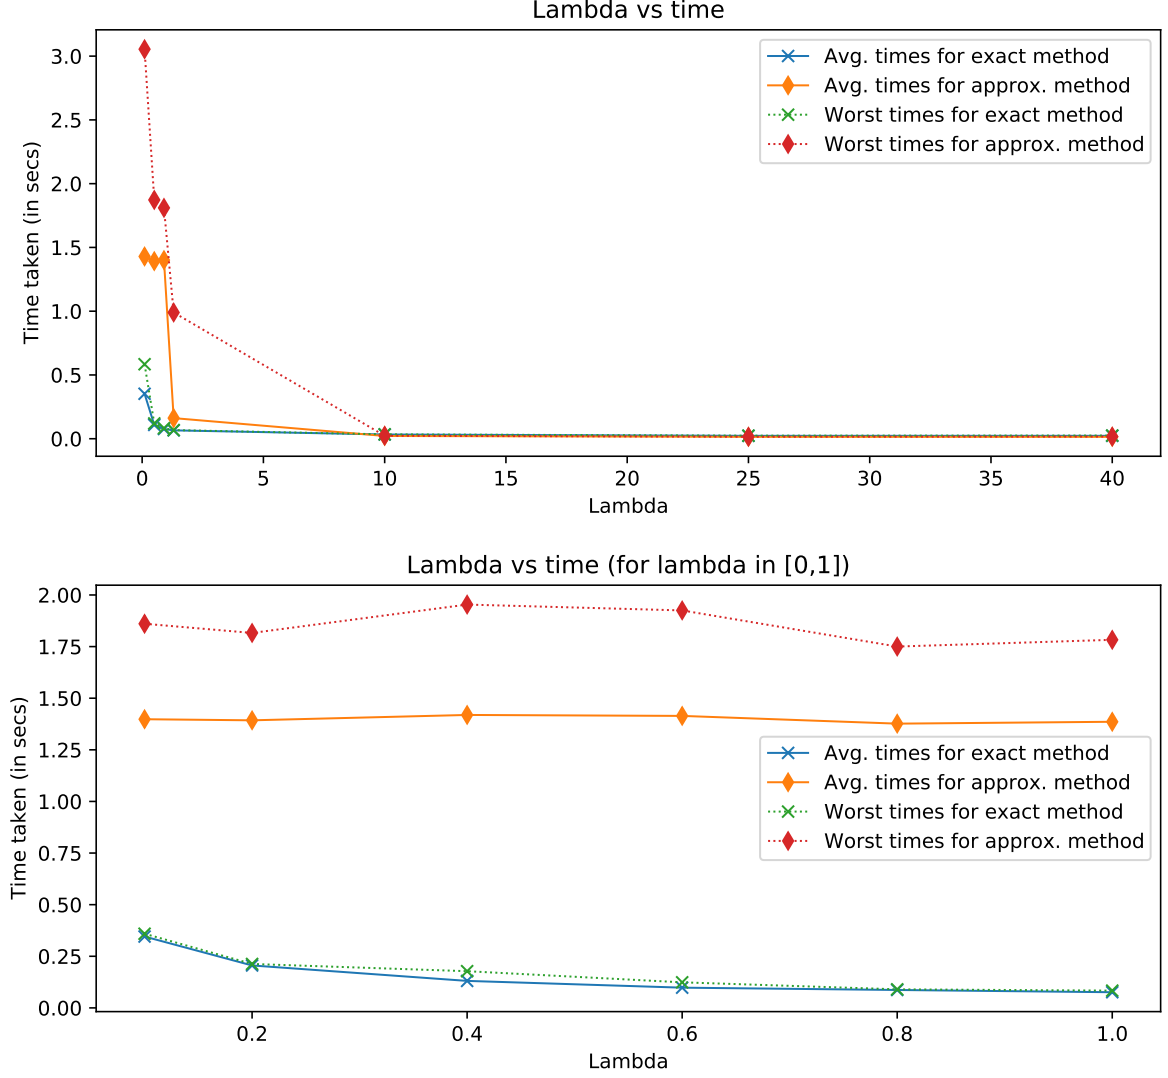 Lambda vs time
3.0
2.5
2.0
1.5
1.0
0.5
0.0
Time taken (in secs)
Avg. times for exact method
Avg. times for approx. method
Worst times for exact method
Worst times for approx. method
0 5 10 15 20 25 30 35 40
Lambda
Lambda vs time (for lambda in [0,1])
2.00
1.75
1.50
1.25
1.00
0.75
0.50
0.25
0.00
Time taken (in secs)
Avg. times for exact method
Avg. times for approx. method
Worst times for exact method
Worst times for approx. method
0.2 0.4 0.6 0.8 1.0
Lambda